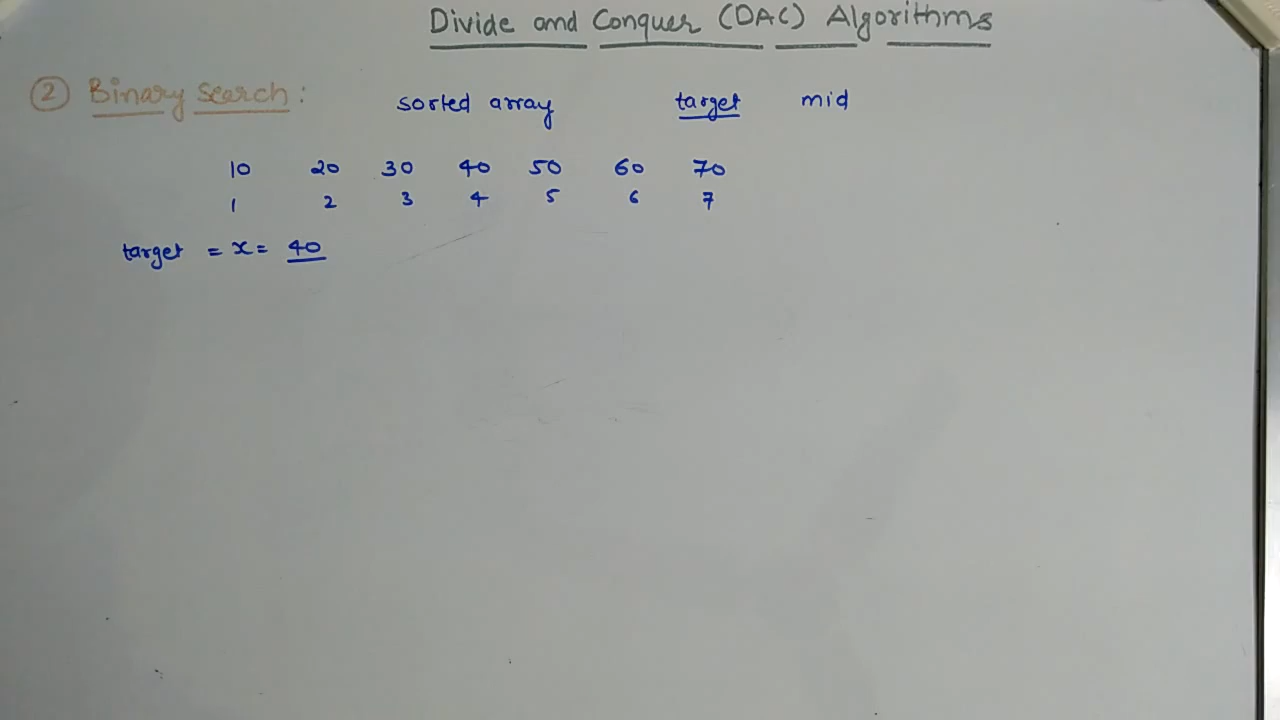 Divide and Conquer (DAC) Algorithms
② Binary Search : sorted array target mid
10 20 30 40 50 60 70
1 2 3 4 5 6 7
target = x = 40